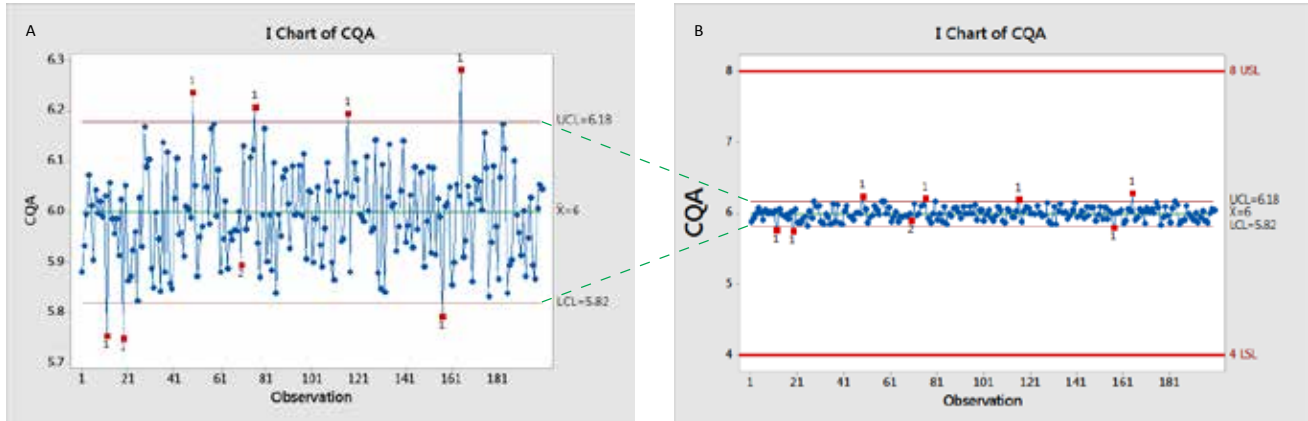 A
I Chart of CQA
6.3
6.2
6.1
6.0
5.9
5.8
5.7
CQA
1
1
1
1
1
1
2
1
UCL=6.18
X̄=6
LCL=5.82
1 21 41 61 81 101 121 141 161 181
Observation
B
I Chart of CQA
8
7
6
5
4
CQA
8 USL
1
1
1
1
1
1
2
1
UCL=6.18
X̄=6
LCL=5.82
4 LSL
1 21 41 61 81 101 121 141 161 181
Observation